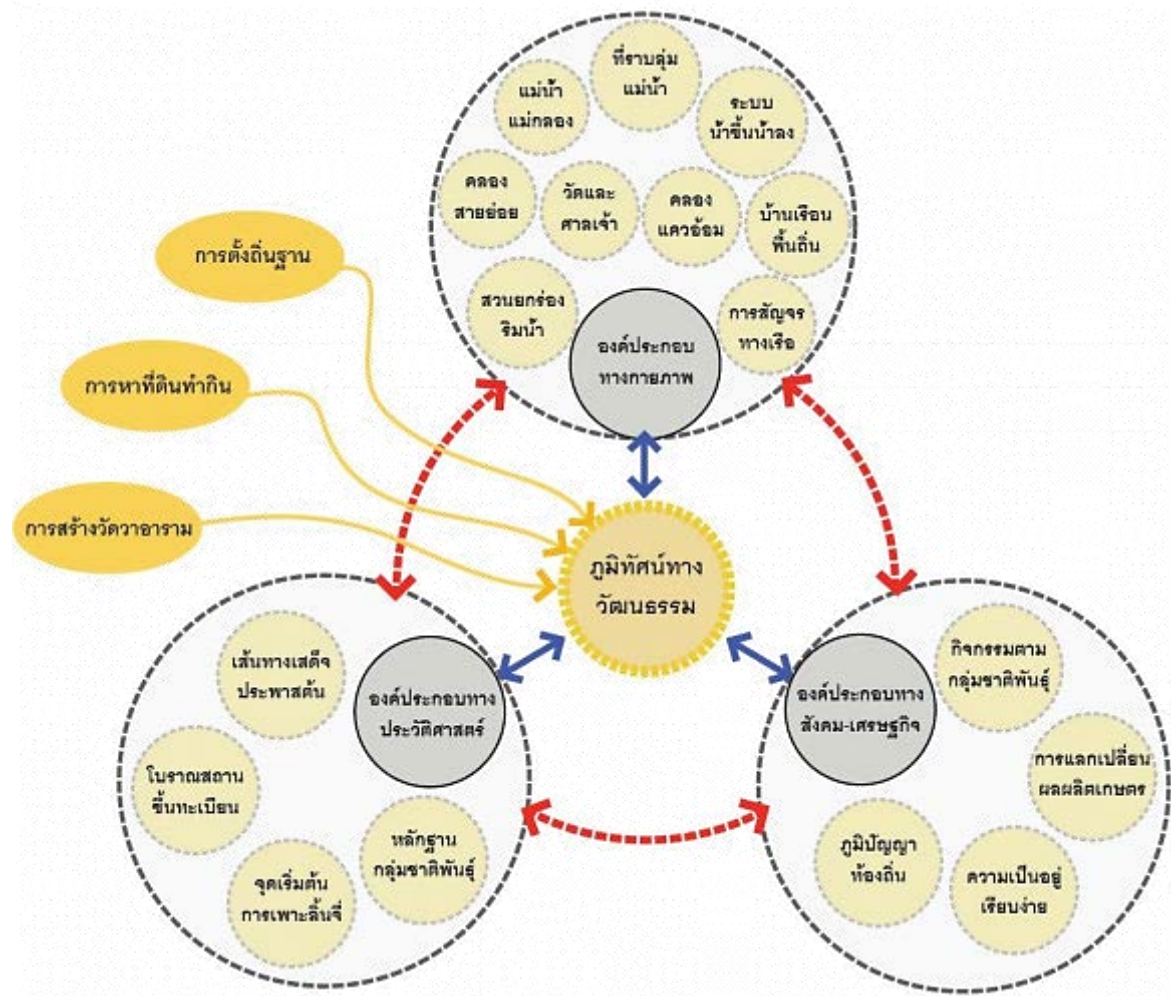 ที่ราบลุ่ม
แม่น้ำ
แม่น้ำ
แม่กลอง
ระบบ
น้ำขึ้นน้ำลง
คลอง
สายย่อย
วัดและ
ศาลเจ้า
คลอง
แควอ้อม
บ้านเรือน
พื้นถิ่น
สวนยกร่อง
ริมน้ำ
องค์ประกอบ
ทางกายภาพ
การสัญจร
ทางเรือ
การตั้งถิ่นฐาน
การหาที่ดินทำกิน
การสร้างวัดวาอาราม
ภูมิทัศน์ทาง
วัฒนธรรม
เส้นทางเสด็จ
ประพาสต้น
องค์ประกอบทาง
ประวัติศาสตร์
โบราณสถาน
ขึ้นทะเบียน
หลักฐาน
กลุ่มชาติพันธุ์
จุดเริ่มต้น
การเพาะลิ้นจี่
องค์ประกอบทาง
สังคม-เศรษฐกิจ
กิจกรรมตาม
กลุ่มชาติพันธุ์
การแลกเปลี่ยน
ผลผลิตเกษตร
ภูมิปัญญา
ท้องถิ่น
ความเป็นอยู่
เรียบง่าย